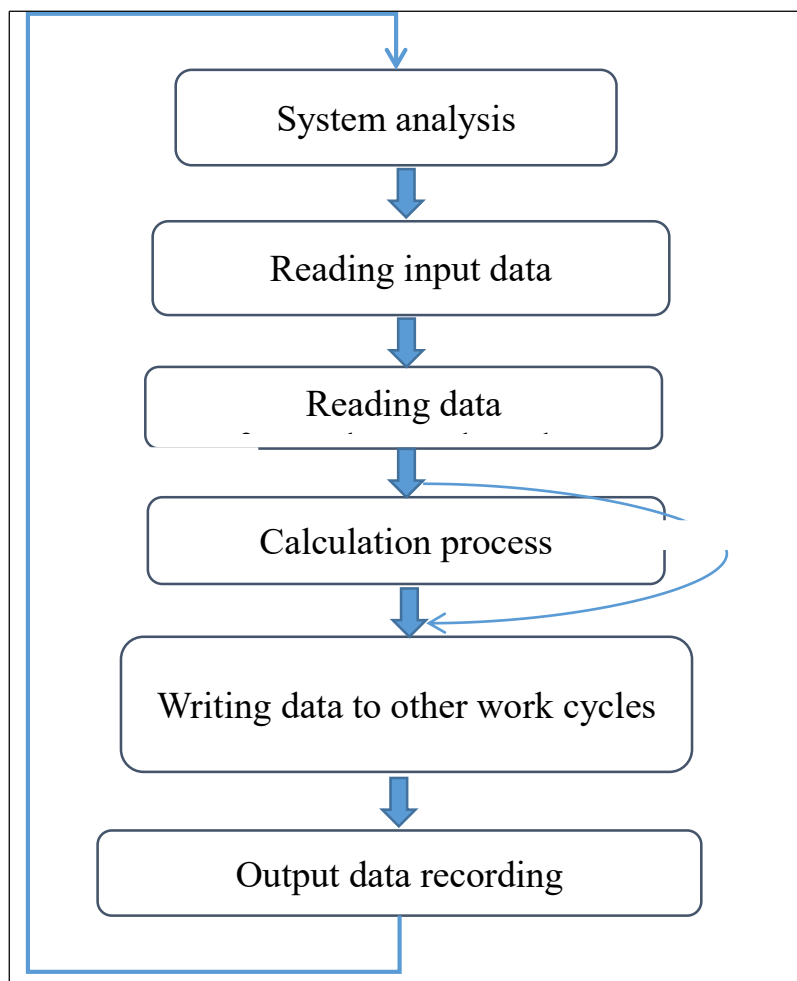 System analysis
Reading input data
Reading data
Calculation process
Writing data to other work cycles
Output data recording